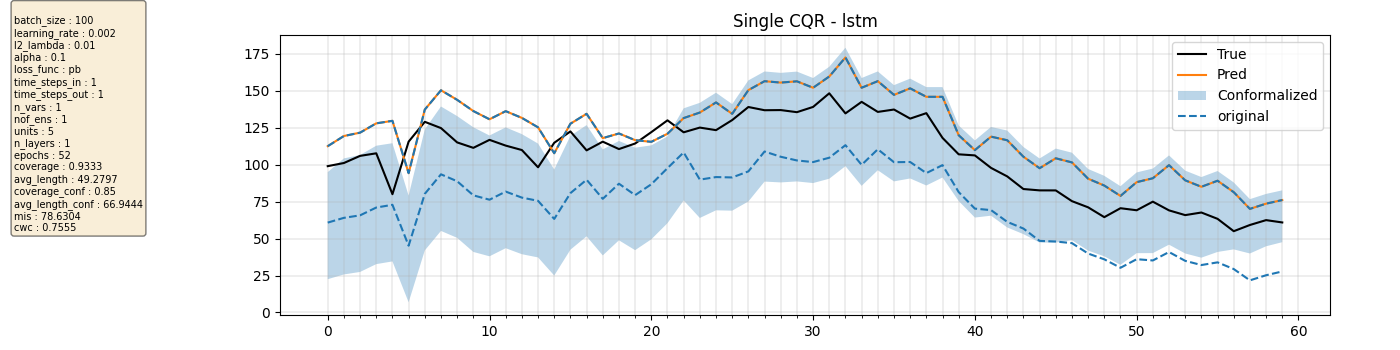 batch_size : 100
learning_rate : 0.002
l2_lambda : 0.01
alpha : 0.1
loss_func : pb
time_steps_in : 1
time_steps_out : 1
n_vars : 1
nof_ens : 1
units : 5
n_layers : 1
epochs : 52
coverage : 0.9333
avg_length : 49.2797
coverage_conf : 0.85
avg_length_conf : 66.9444
mis : 78.6304
cwc : 0.7555
Single CQR - lstm
175
150
125
100
75
50
25
0
True
Pred
Conformalized
original
0 10 20 30 40 50 60